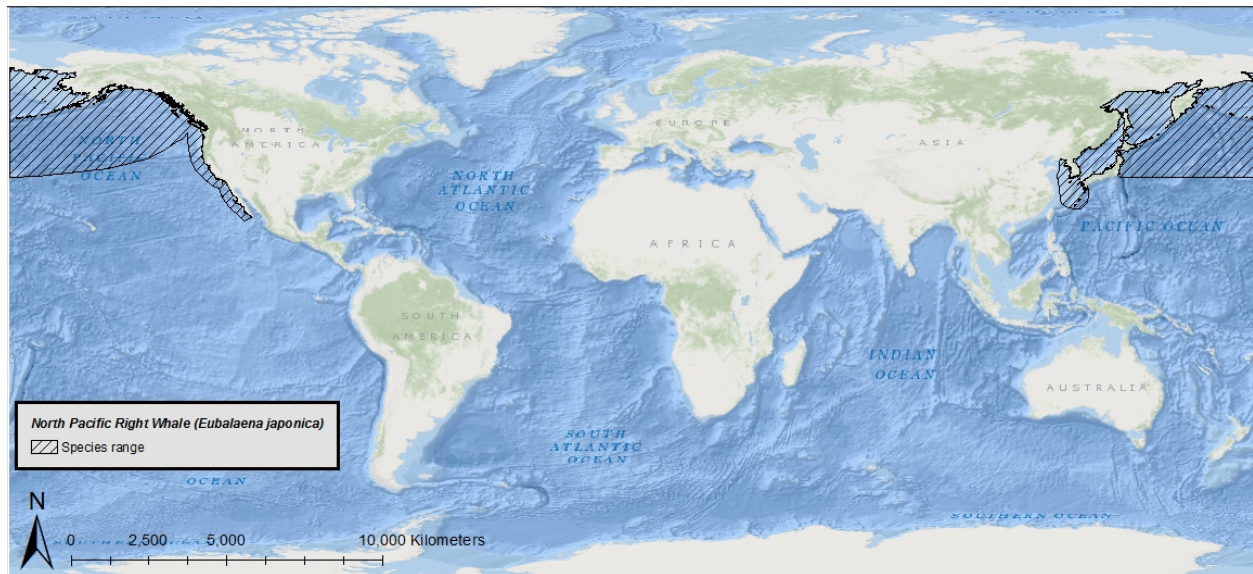 NORTH
AMERICA
EUROPE
ASIA
NORTH
PACIFIC
OCEAN
NORTH
ATLANTIC
OCEAN
PACIFIC OCEAN
AFRICA
SOUTH
AMERICA
INDIAN
OCEAN
AUSTRALIA
North Pacific Right Whale (Eubalaena japonica)
Species range
SOUTH
ATLANTIC
OCEAN
OCEAN
SOUTHERN OCEAN
N
0 2,500 5,000 10,000 Kilometers